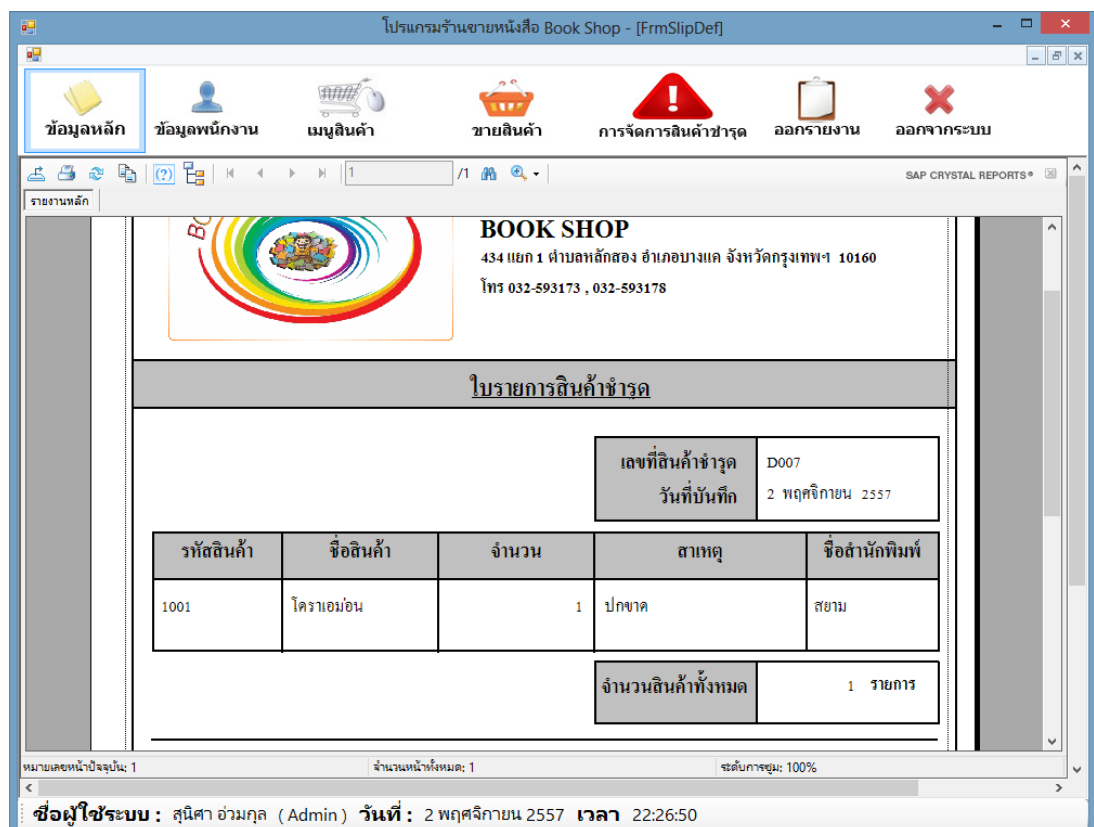 โปรแกรมร้านขายหนังสือ Book Shop - [FrmSlipDef]
ข้อมูลหลัก ข้อมูลพนักงาน เมนูสินค้า ขายสินค้า การจัดการสินค้าชำรุด ออกรายงาน ออกจากระบบ
1 /1 SAP CRYSTAL REPORTS®
รายงานหลัก
BO
BOOK SHOP
434 แยก 1 ตำบลหลักสอง อำเภอบางแค จังหวัดกรุงเทพฯ 10160
โทร 032-593173 , 032-593178
ใบรายการสินค้าชำรุด
เลขที่สินค้าชำรุด D007
วันที่บันทึก 2 พฤศจิกายน 2557
รหัสสินค้า ชื่อสินค้า จำนวน สาเหตุ ชื่อสำนักพิมพ์
1001 โดราเอม่อน 1 ปกขาด สยาม
จำนวนสินค้าทั้งหมด 1 รายการ
หมายเลขหน้าปัจจุบัน: 1 จำนวนหน้าทั้งหมด: 1 ระดับการซูม: 100%
ชื่อผู้ใช้ระบบ : สุนิศา อ่วมกุล ( Admin ) วันที่ : 2 พฤศจิกายน 2557 เวลา 22:26:50